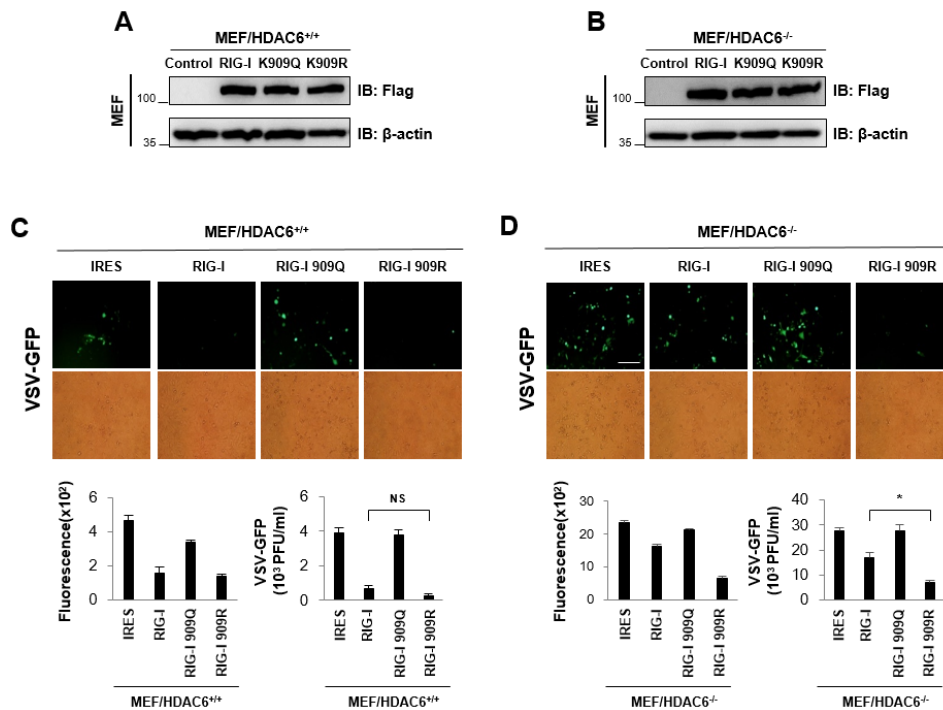 A
MEF/HDAC6+/+
Control RIG-I K909Q K909R
MEF
100
IB: Flag
35
IB: β-actin
B
MEF/HDAC6-/-
Control RIG-I K909Q K909R
MEF
100
IB: Flag
35
IB: β-actin
C
MEF/HDAC6+/+
IRES RIG-I RIG-I 909Q RIG-I 909R
VSV-GFP
Fluorescence(x10²)
6
4
2
0
IRES
RIG-I
RIG-I 909Q
RIG-I 909R
MEF/HDAC6+/+
VSV-GFP
(10³ PFU/ml)
6
4
2
0
NS
IRES
RIG-I
RIG-I 909Q
RIG-I 909R
MEF/HDAC6+/+
D
MEF/HDAC6-/-
IRES RIG-I RIG-I 909Q RIG-I 909R
VSV-GFP
Fluorescence(x10²)
30
20
10
0
IRES
RIG-I
RIG-I 909Q
RIG-I 909R
MEF/HDAC6-/-
VSV-GFP
(10³ PFU/ml)
40
30
20
10
0
*
IRES
RIG-I
RIG-I 909Q
RIG-I 909R
MEF/HDAC6-/-